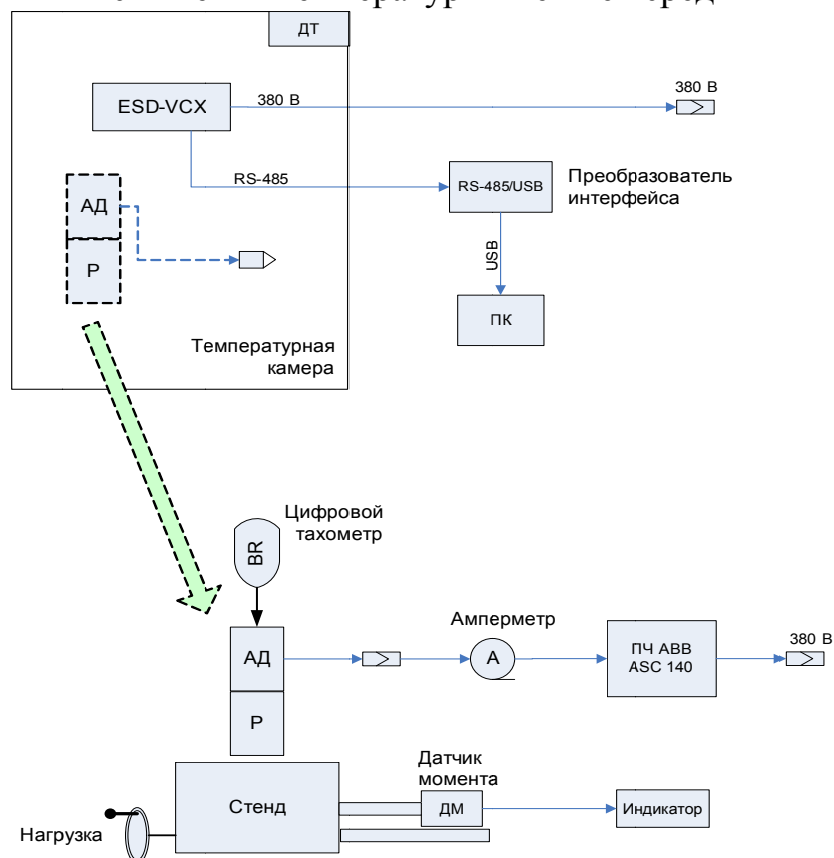 ДТ
380 В
ESD-VCX
380 В
RS-485
RS-485/USB
Преобразователь
интерфейса
АД
Р
USB
ПК
Температурная
камера
Цифровой
тахометр
BR
Амперметр
380 В
АД
А
ПЧ АВВ
ASC 140
Р
Датчик
момента
Стенд
ДМ
Индикатор
Нагрузка